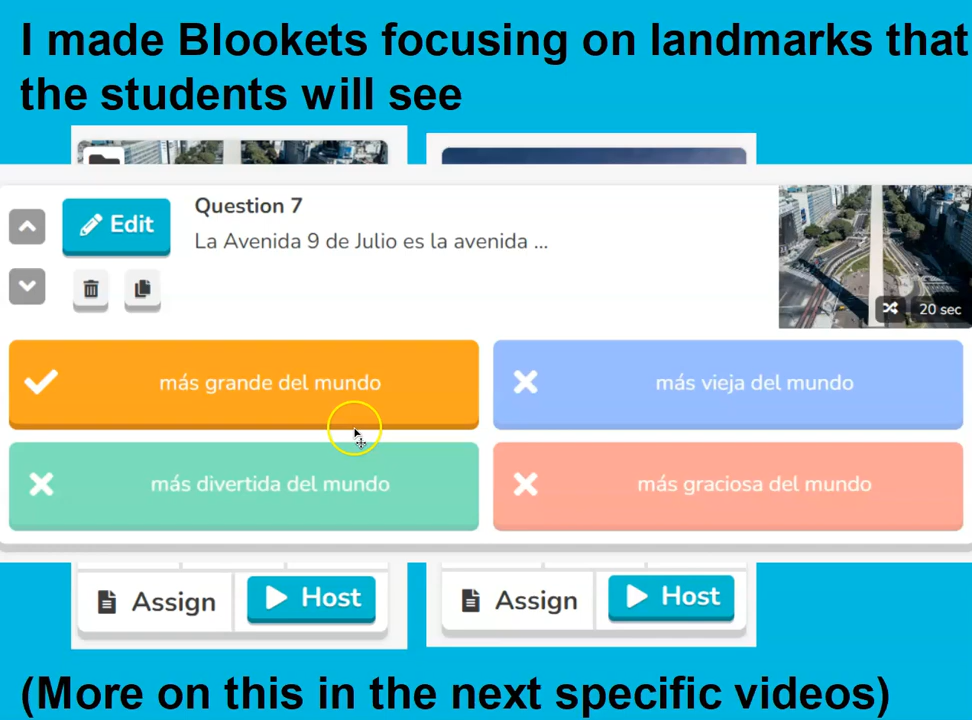 I made Blookets focusing on landmarks that
the students will see
Edit
Question 7
La Avenida 9 de Julio es la avenida ...
20 sec
más grande del mundo
más vieja del mundo
más divertida del mundo
más graciosa del mundo
Assign
Host
Assign
Host
(More on this in the next specific videos)